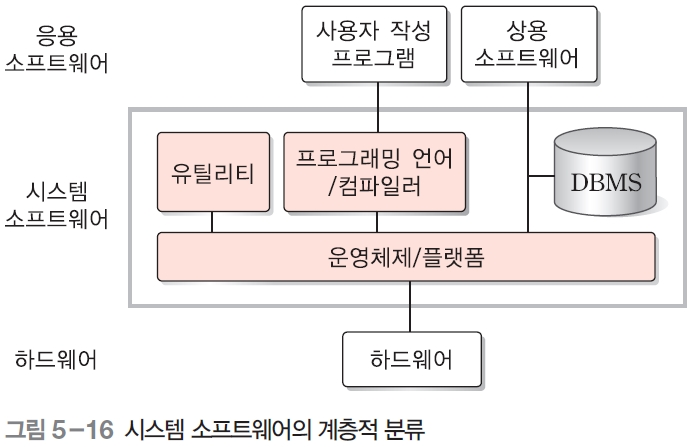 응용
소프트웨어
사용자 작성
프로그램
상용
소프트웨어
시스템
소프트웨어
유틸리티
프로그래밍 언어
/컴파일러
DBMS
운영체제/플랫폼
하드웨어
하드웨어
그림 5-16 시스템 소프트웨어의 계층적 분류